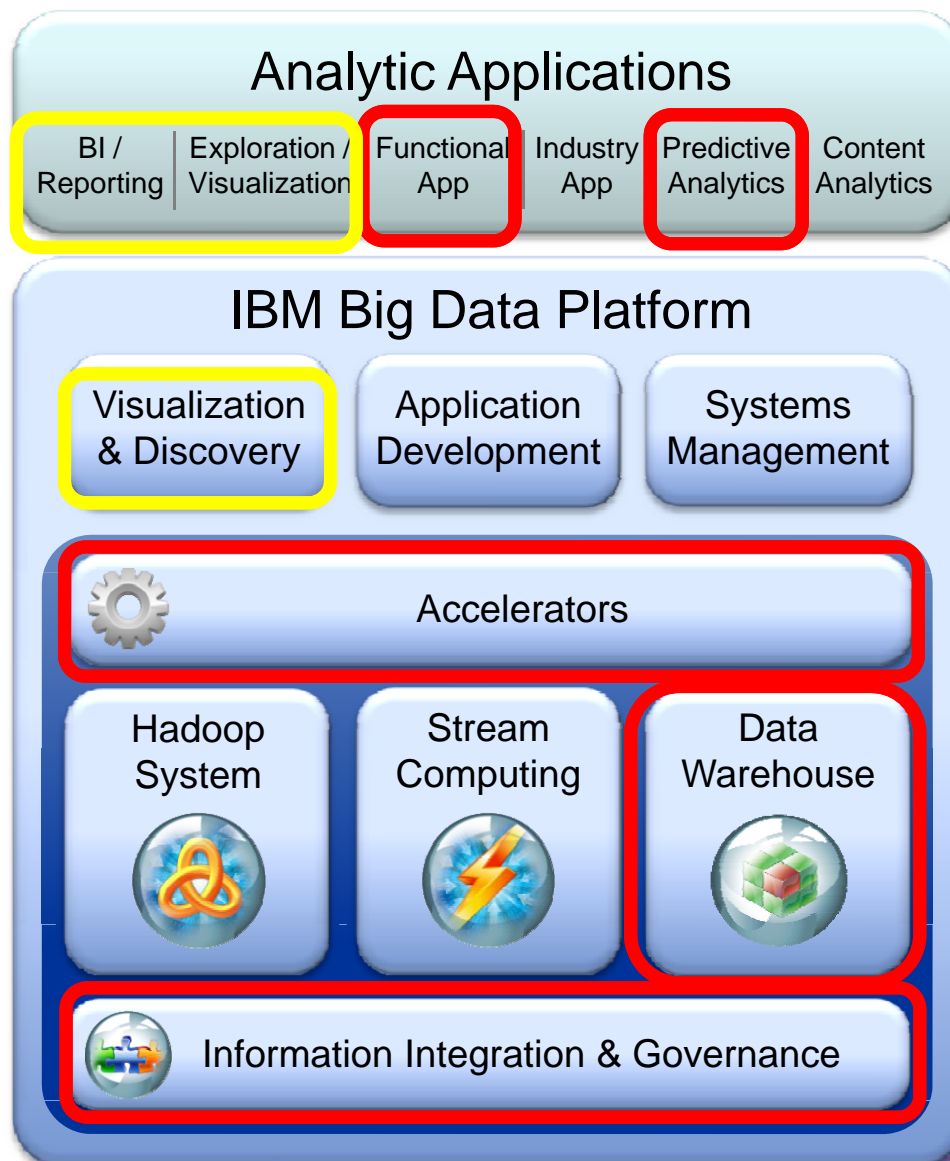 Analytic Applications
BI /
Reporting
Exploration /
Visualization
Functional
App
Industry
App
Predictive
Analytics
Content
Analytics
IBM Big Data Platform
Visualization
& Discovery
Application
Development
Systems
Management
Accelerators
Hadoop
System
Stream
Computing
Data
Warehouse
Information Integration & Governance